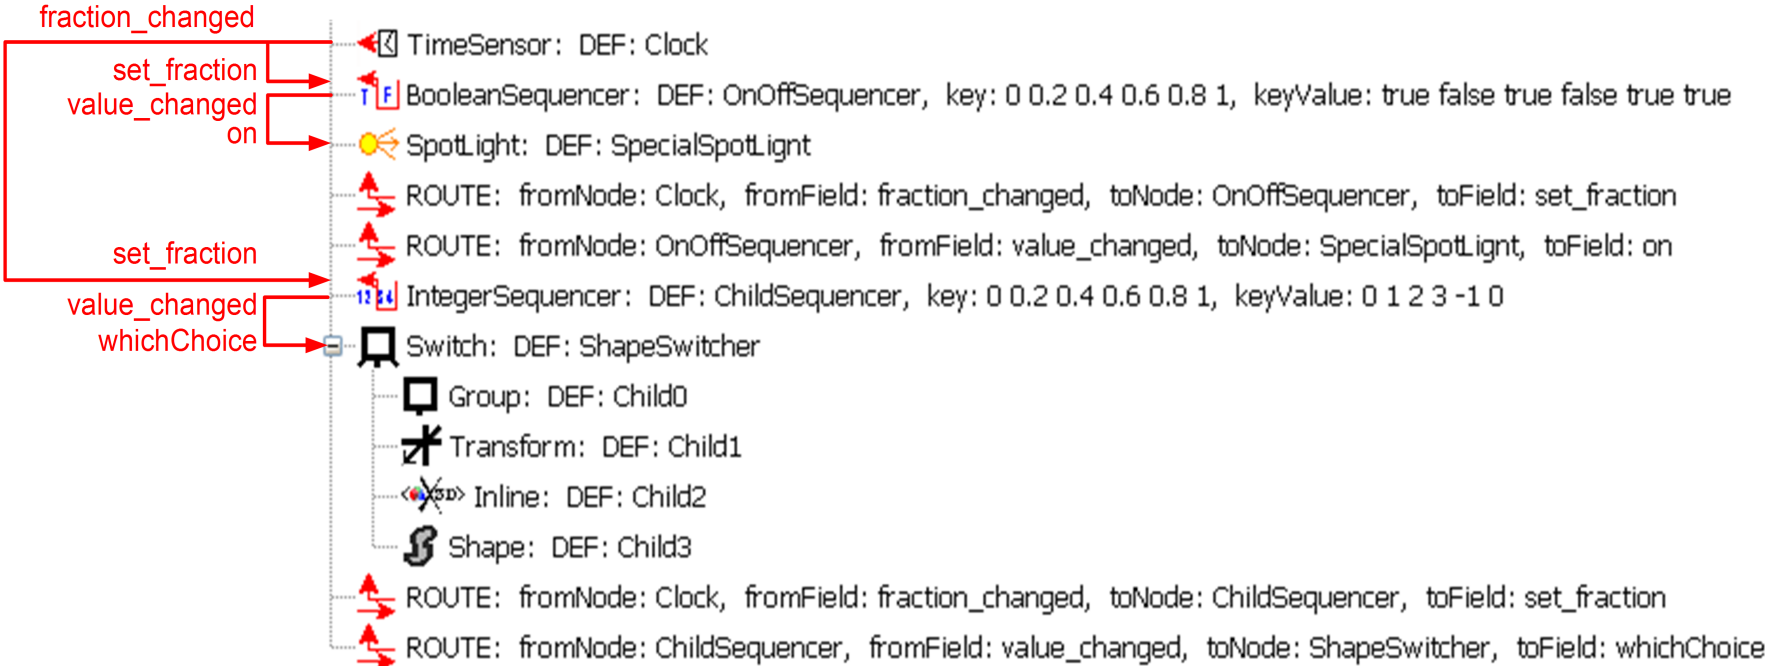 fraction_changed
TimeSensor: DEF: Clock
set_fraction
BooleanSequencer: DEF: OnOffSequencer, key: 0 0.2 0.4 0.6 0.8 1, keyValue: true false true false true true
value_changed
on
SpotLight: DEF: SpecialSpotLignt
ROUTE: fromNode: Clock, fromField: fraction_changed, toNode: OnOffSequencer, toField: set_fraction
ROUTE: fromNode: OnOffSequencer, fromField: value_changed, toNode: SpecialSpotLignt, toField: on
set_fraction
IntegerSequencer: DEF: ChildSequencer, key: 0 0.2 0.4 0.6 0.8 1, keyValue: 0 1 2 3 -1 0
value_changed
whichChoice
Switch: DEF: ShapeSwitcher
Group: DEF: Child0
Transform: DEF: Child1
Inline: DEF: Child2
Shape: DEF: Child3
ROUTE: fromNode: Clock, fromField: fraction_changed, toNode: ChildSequencer, toField: set_fraction
ROUTE: fromNode: ChildSequencer, fromField: value_changed, toNode: ShapeSwitcher, toField: whichChoice